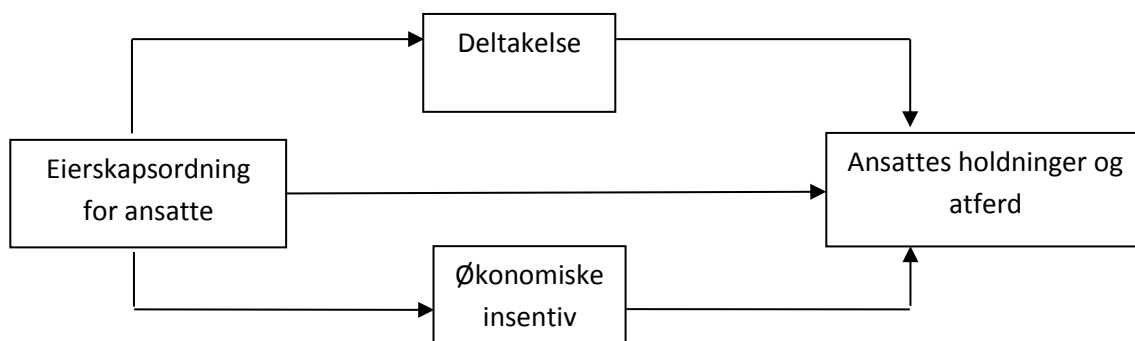 Deltakelse
Eierskapsordning
for ansatte
Ansattes holdninger og
atferd
Økonomiske
insentiv